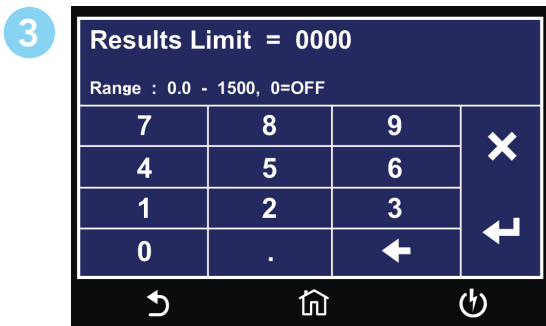 3
Results Limit = 0000
Range : 0.0 - 1500, 0=OFF
7 8 9
4 5 6
1 2 3
0 .